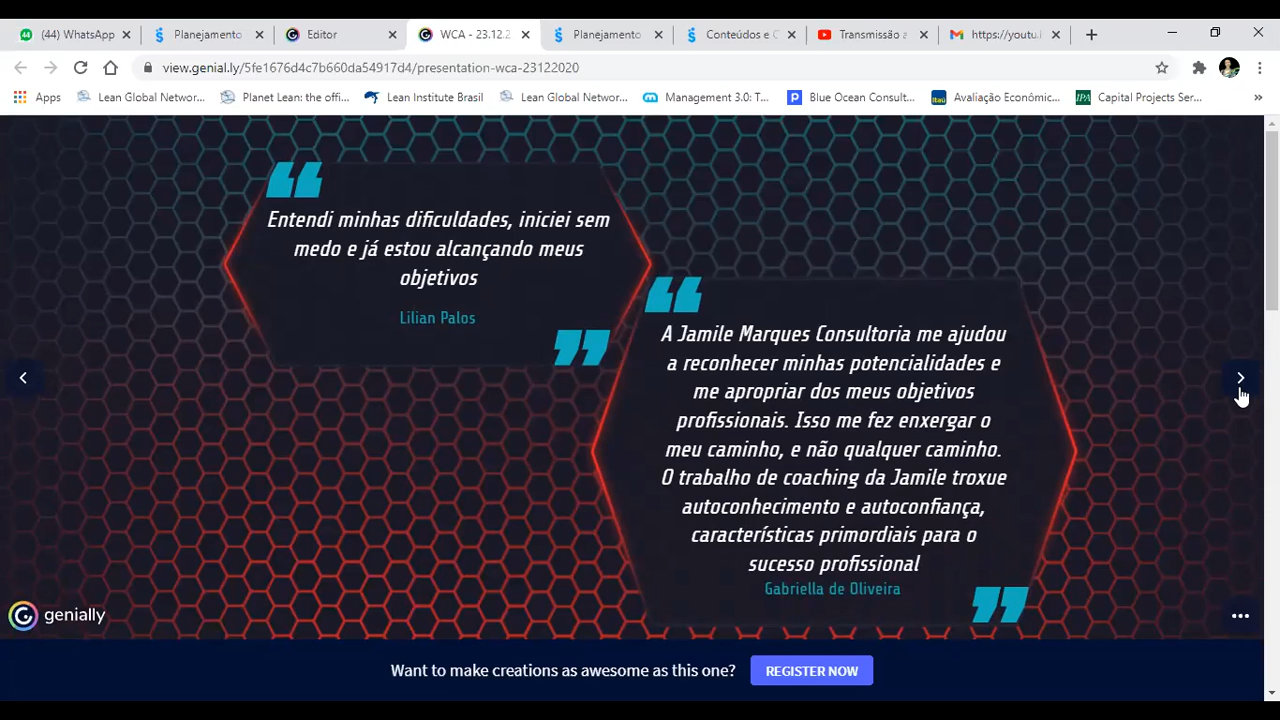 (44) WhatsApp
Planejamento
Editor
WCA - 23.12.2
Planejamento
Conteúdos e C
Transmissão a
https://youtu.
view.genial.ly/5fe1676d4c7b660da54917d4/presentation-wca-23122020
Apps
Lean Global Networ...
Planet Lean: the offi...
Lean Institute Brasil
Lean Global Networ...
Management 3.0: T...
Blue Ocean Consult...
Avaliação Econômic...
Capital Projects Ser...
Entendi minhas dificuldades, iniciei sem
medo e já estou alcançando meus
objetivos
Lilian Palos
A Jamile Marques Consultoria me ajudou
a reconhecer minhas potencialidades e
me apropriar dos meus objetivos
profissionais. Isso me fez enxergar o
meu caminho, e não qualquer caminho.
O trabalho de coaching da Jamile troxue
autoconhecimento e autoconfiança,
características primordiais para o
sucesso profissional
Gabriella de Oliveira
genially
Want to make creations as awesome as this one?
REGISTER NOW